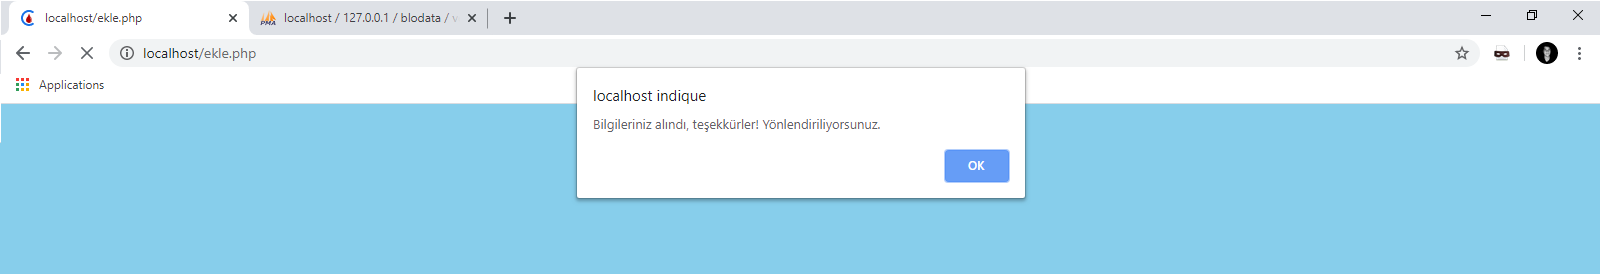 localhost/ekle.php
localhost / 127.0.0.1 / blodata /
localhost/ekle.php
Applications
localhost indique
Bilgileriniz alındı, teşekkürler! Yönlendiriliyorsunuz.
OK
PMA